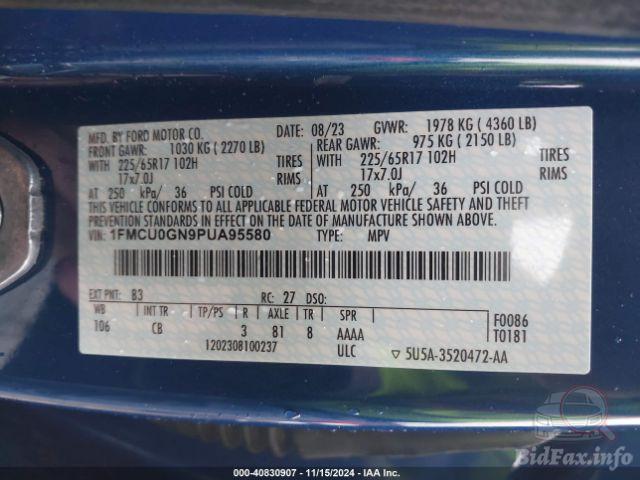 MFD. BY FORD MOTOR CO.
DATE: 08/23 GVWR: 1978 KG ( 4360 LB)
FRONT GAWR: 1030 KG ( 2270 LB)
REAR GAWR: 975 KG ( 2150 LB)
WITH 225/65R17 102H TIRES
WITH 225/65R17 102H TIRES
17x7.0J RIMS
17x7.0J RIMS
AT 250 kPa/ 36 PSI COLD
AT 250 kPa/ 36 PSI COLD
THIS VEHICLE CONFORMS TO ALL APPLICABLE FEDERAL MOTOR VEHICLE SAFETY AND THEFT
PREVENTION STANDARDS IN EFFECT ON THE DATE OF MANUFACTURE SHOWN ABOVE.
VIN: 1FMCU0GN9PUA95580 TYPE: MPV
EXT PNT: B3 RC: 27 DSO:
WB INT TR TP/PS R AXLE TR SPR
106 CB 3 81 8 AAAA
F0086
T0181
1202308100237 ULC ▽ 5U5A-3520472-AA
BidFax.info
000-40830907 - 11/15/2024 - IAA Inc.